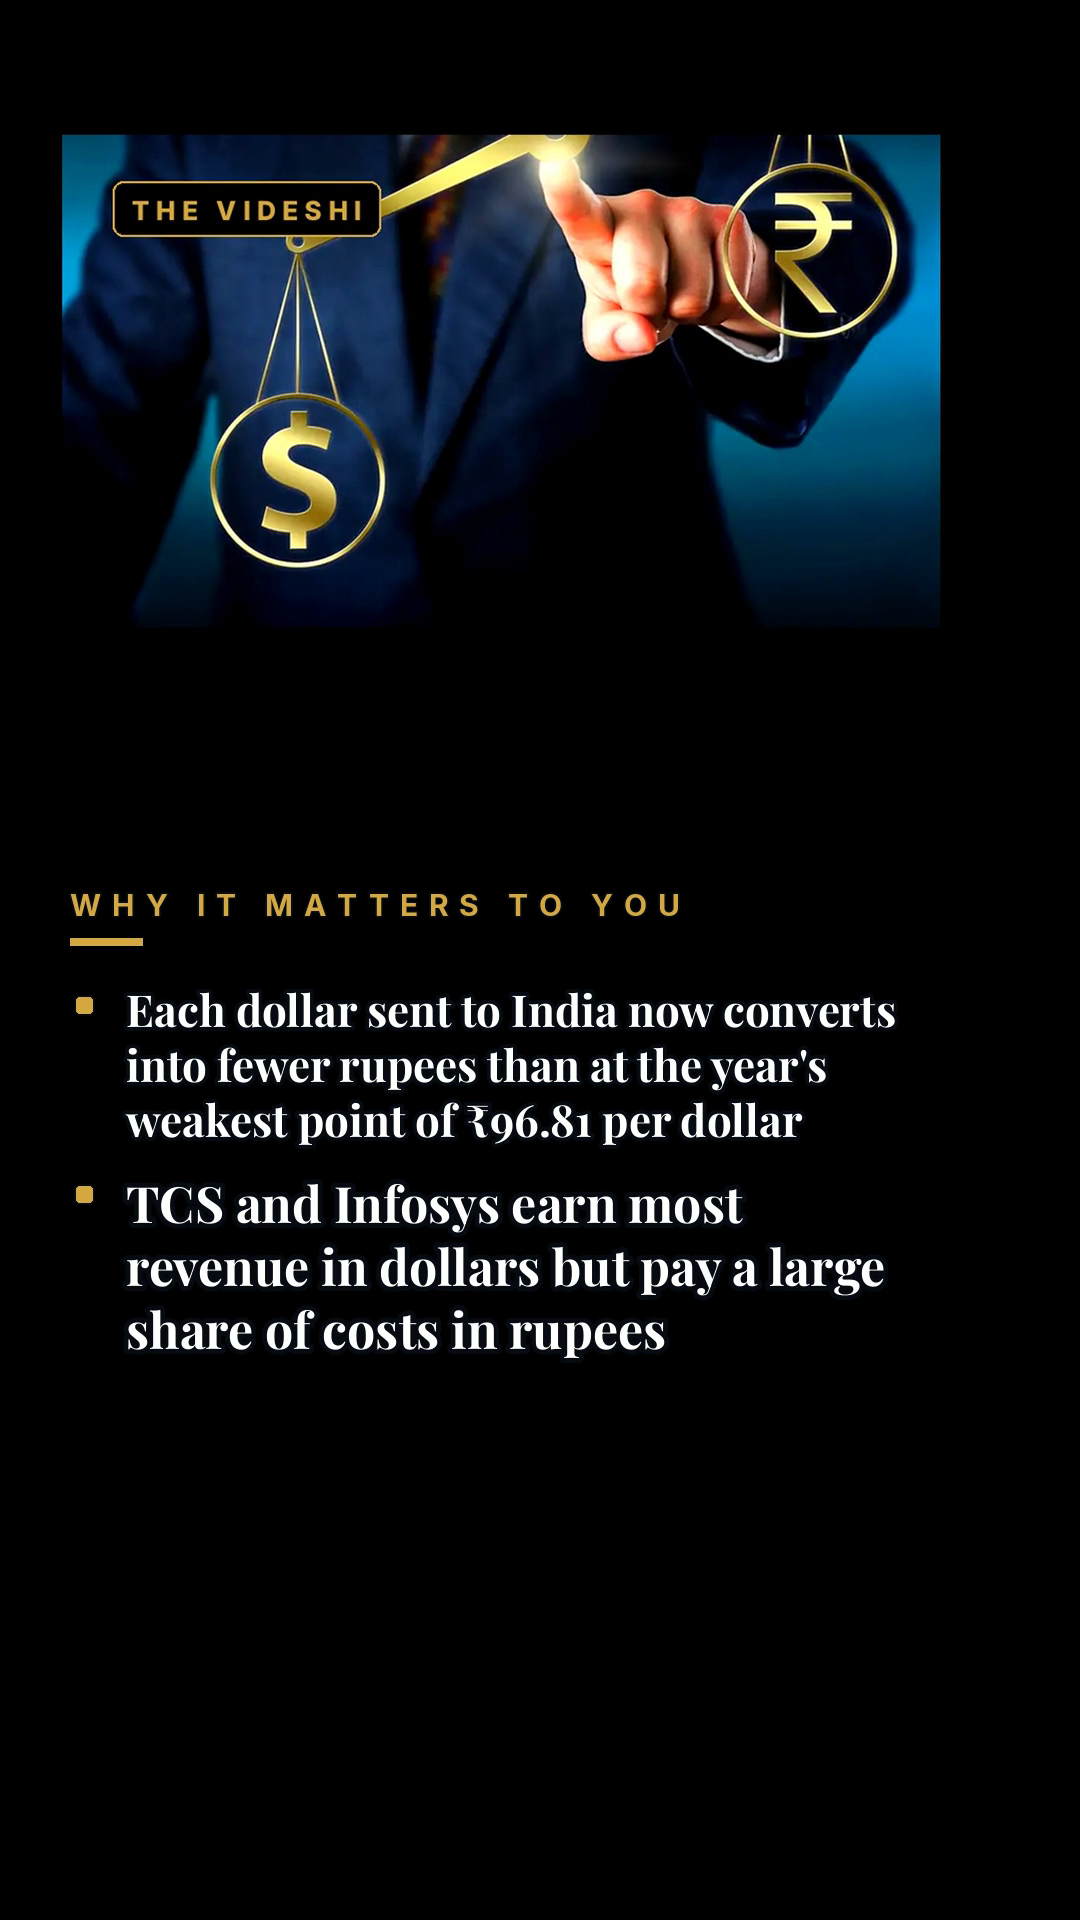 THE VIDESHI
₹
$
WHY IT MATTERS TO YOU
Each dollar sent to India now converts
into fewer rupees than at the year's
weakest point of ₹96.81 per dollar
TCS and Infosys earn most
revenue in dollars but pay a large
share of costs in rupees